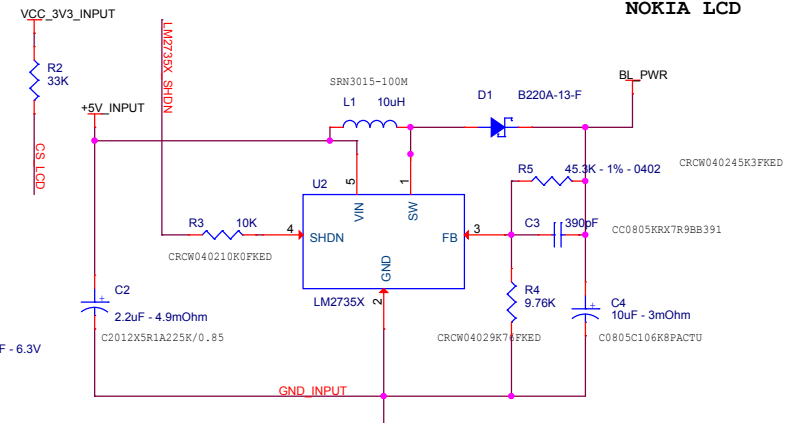 NOKIA LCD
VCC_3V3_INPUT
LM2735X_SHDN
R2
33K
CS_LCD
+5V_INPUT
SRN3015-100M
L1 10uH
D1 B220A-13-F
BL_PWR
R5 45.3K - 1% - 0402
CRCW040245K3FKED
U2
5
1
VIN
SW
R3 10K
4
SHDN
FB
3
C3 390pF
CC0805KRX7R9BB391
CRCW040210K0FKED
GND
LM2735X
2
R4
9.76K
CRCW04029K76FKED
C4
10uF - 3mOhm
C0805C106K8PACTU
C2
2.2uF - 4.9mOhm
C2012X5R1A225K/0.85
F - 6.3V
GND_INPUT